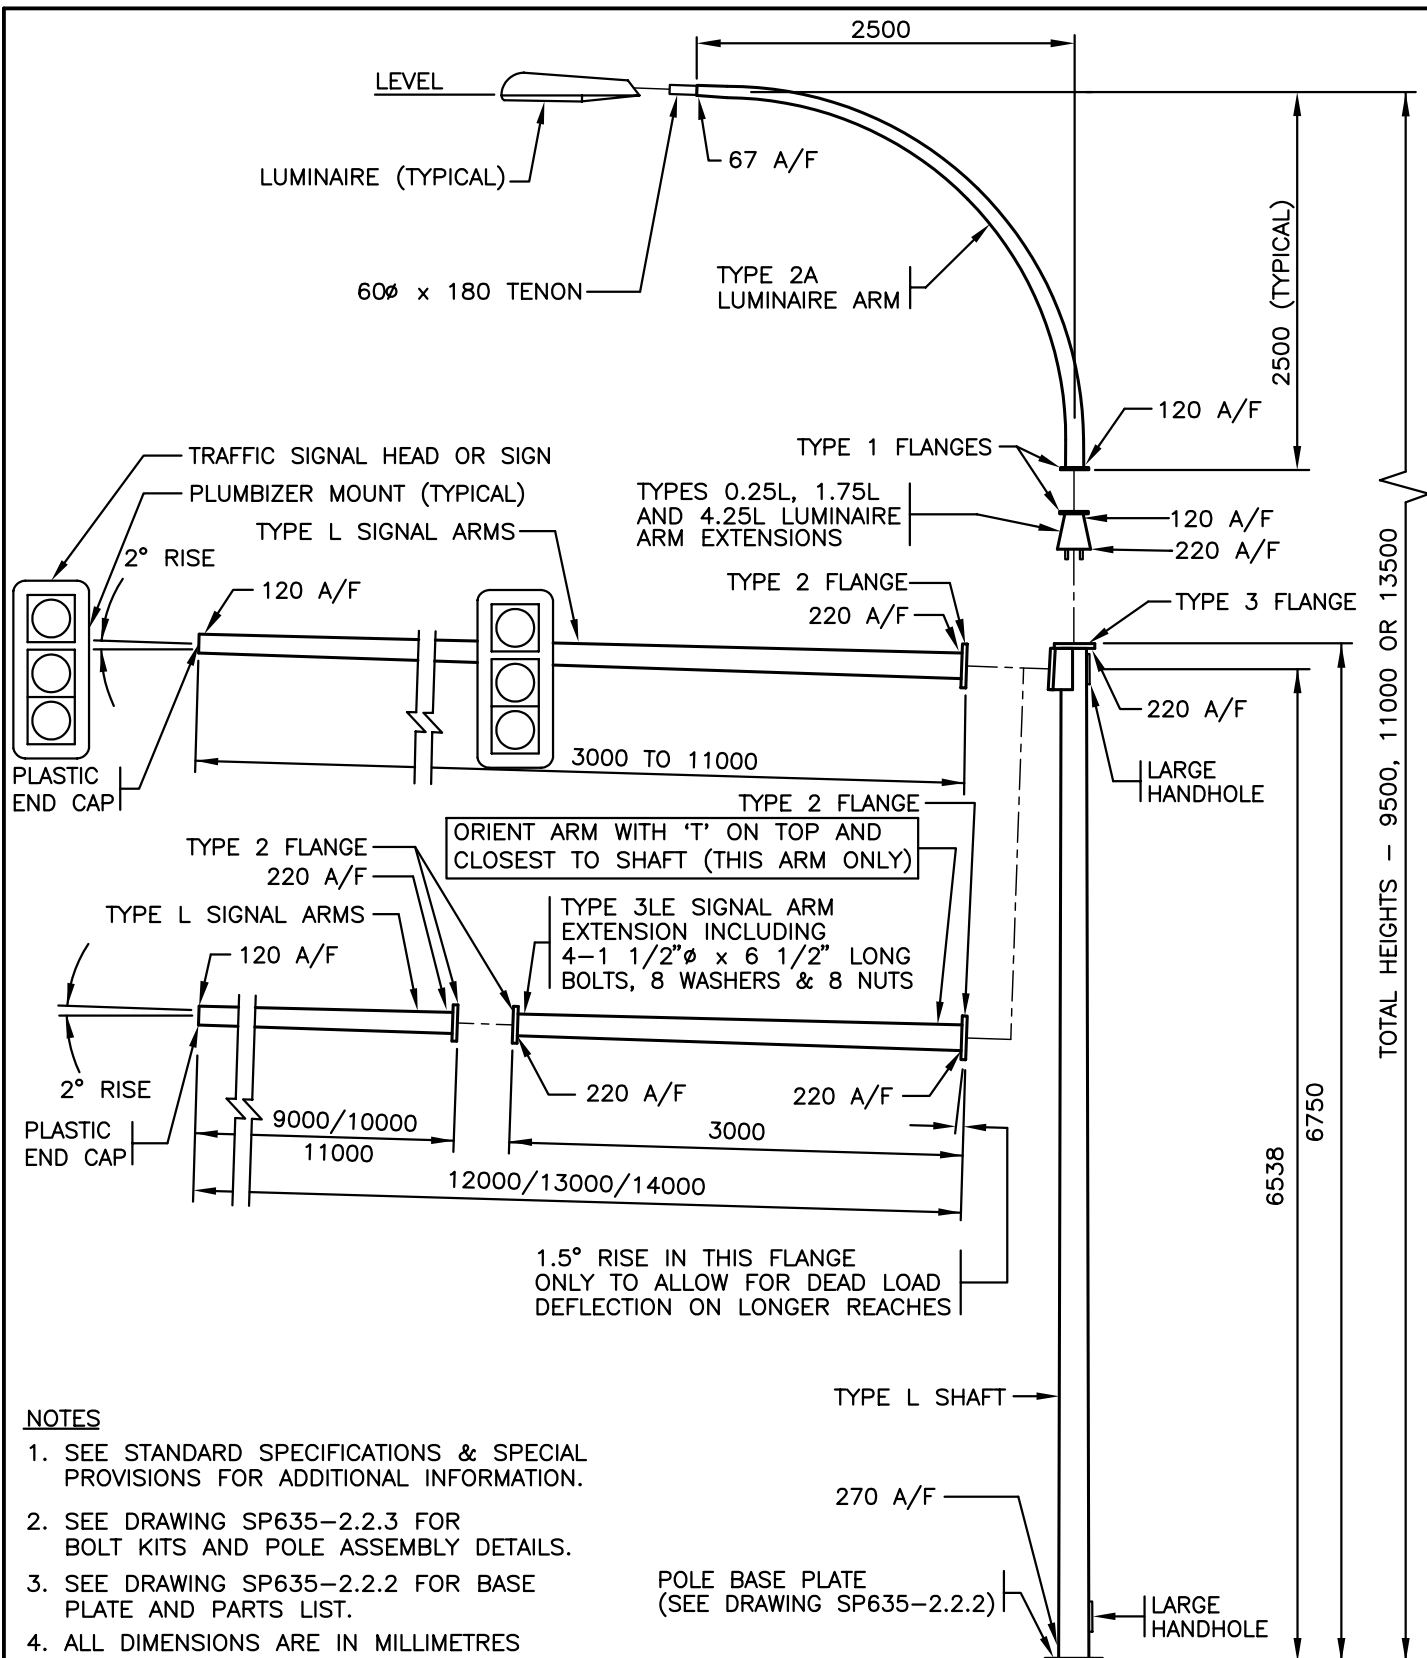 2500
LEVEL
LUMINAIRE (TYPICAL)
67 A/F
60ø x 180 TENON
TYPE 2A
LUMINAIRE ARM
2500 (TYPICAL)
120 A/F
TYPE 1 FLANGES
TRAFFIC SIGNAL HEAD OR SIGN
PLUMBIZER MOUNT (TYPICAL)
TYPES 0.25L, 1.75L
AND 4.25L LUMINAIRE
ARM EXTENSIONS
120 A/F
220 A/F
TYPE L SIGNAL ARMS
2° RISE
120 A/F
TYPE 2 FLANGE
220 A/F
TYPE 3 FLANGE
220 A/F
TOTAL HEIGHTS – 9500, 11000 OR 13500
3000 TO 11000
PLASTIC
END CAP
LARGE
HANDHOLE
TYPE 2 FLANGE
ORIENT ARM WITH ‘T’ ON TOP AND
CLOSEST TO SHAFT (THIS ARM ONLY)
TYPE 2 FLANGE
220 A/F
TYPE L SIGNAL ARMS
120 A/F
TYPE 3LE SIGNAL ARM
EXTENSION INCLUDING
4–1 1/2”ø x 6 1/2” LONG
BOLTS, 8 WASHERS & 8 NUTS
2° RISE
220 A/F
220 A/F
PLASTIC
END CAP
9000/10000
11000
3000
12000/13000/14000
6538
6750
1.5° RISE IN THIS FLANGE
ONLY TO ALLOW FOR DEAD LOAD
DEFLECTION ON LONGER REACHES
TYPE L SHAFT
270 A/F
POLE BASE PLATE
(SEE DRAWING SP635–2.2.2)
LARGE
HANDHOLE
NOTES
1. SEE STANDARD SPECIFICATIONS & SPECIAL
PROVISIONS FOR ADDITIONAL INFORMATION.
2. SEE DRAWING SP635–2.2.3 FOR
BOLT KITS AND POLE ASSEMBLY DETAILS.
3. SEE DRAWING SP635–2.2.2 FOR BASE
PLATE AND PARTS LIST.
4. ALL DIMENSIONS ARE IN MILLIMETRES